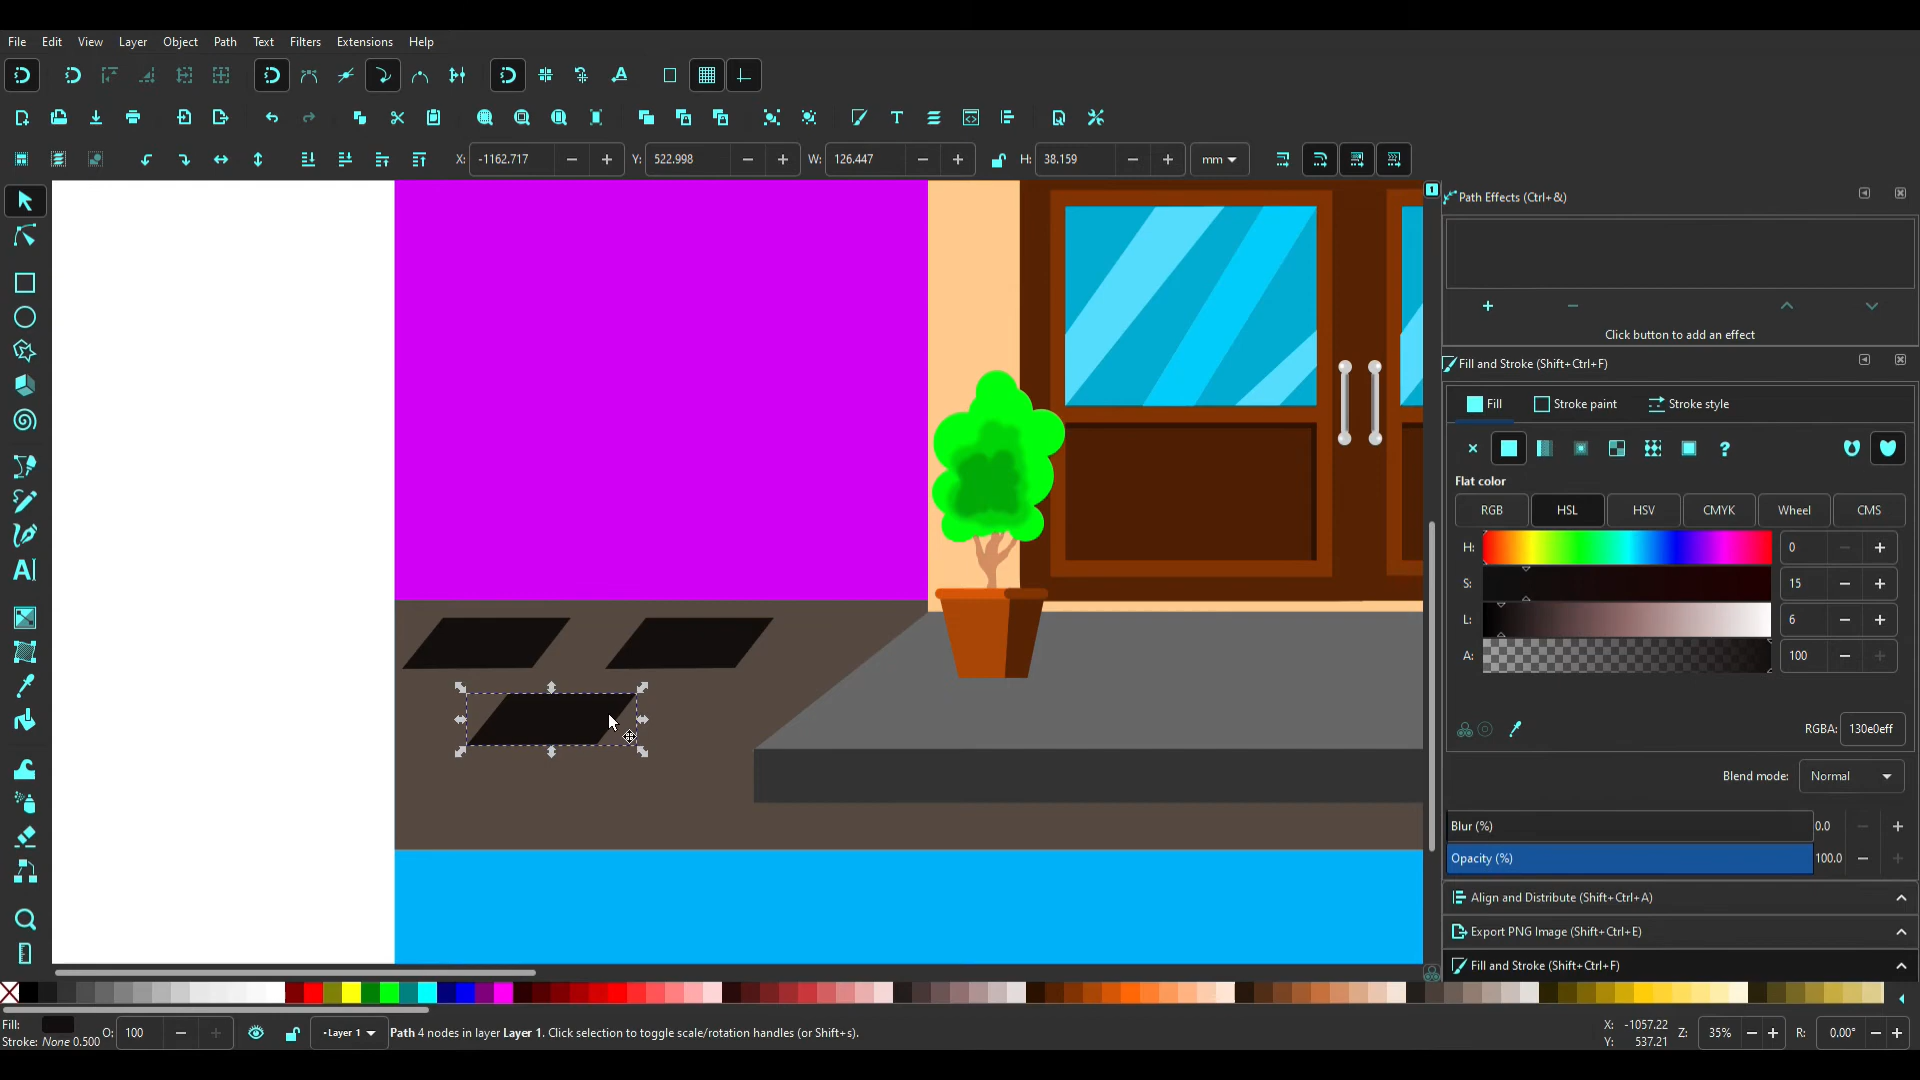 File Edit View Layer Object Path Text Filters Extensions Help
X: -1162.717 Y: 522.998 W: 126.447 H: 38.159 mm
Path Effects (Ctrl+&)
Click button to add an effect
Fill and Stroke (Shift+Ctrl+F)
Fill Stroke paint Stroke style
Flat color
RGB HSL HSV CMYK Wheel CMS
H: 0
S: 15
L: 6
A: 100
RGBA: 130e0eff
Blend mode: Normal
Blur (%) 0.0
Opacity (%) 100.0
Align and Distribute (Shift+Ctrl+A)
Export PNG Image (Shift+Ctrl+E)
Fill and Stroke (Shift+Ctrl+F)
Fill:
Stroke: None 0.500
O: 100
Layer 1
Path 4 nodes in layer Layer 1. Click selection to toggle scale/rotation handles (or Shift+s).
X: -1057.22
Y: 537.21
Z: 35%
R: 0.00°